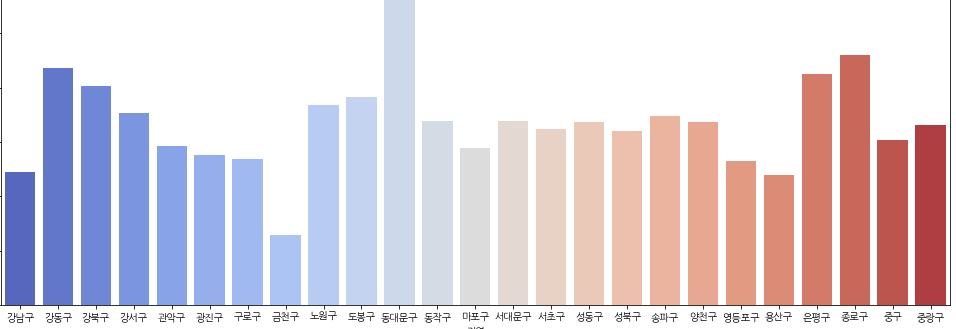 강남구 강동구 강북구 강서구 관악구 광진구 구로구 금천구 노원구 도봉구 동대문구 동작구 마포구 서대문구 서초구 성동구 성북구 송파구 양천구 영등포구 용산구 은평구 종로구 중구 중랑구